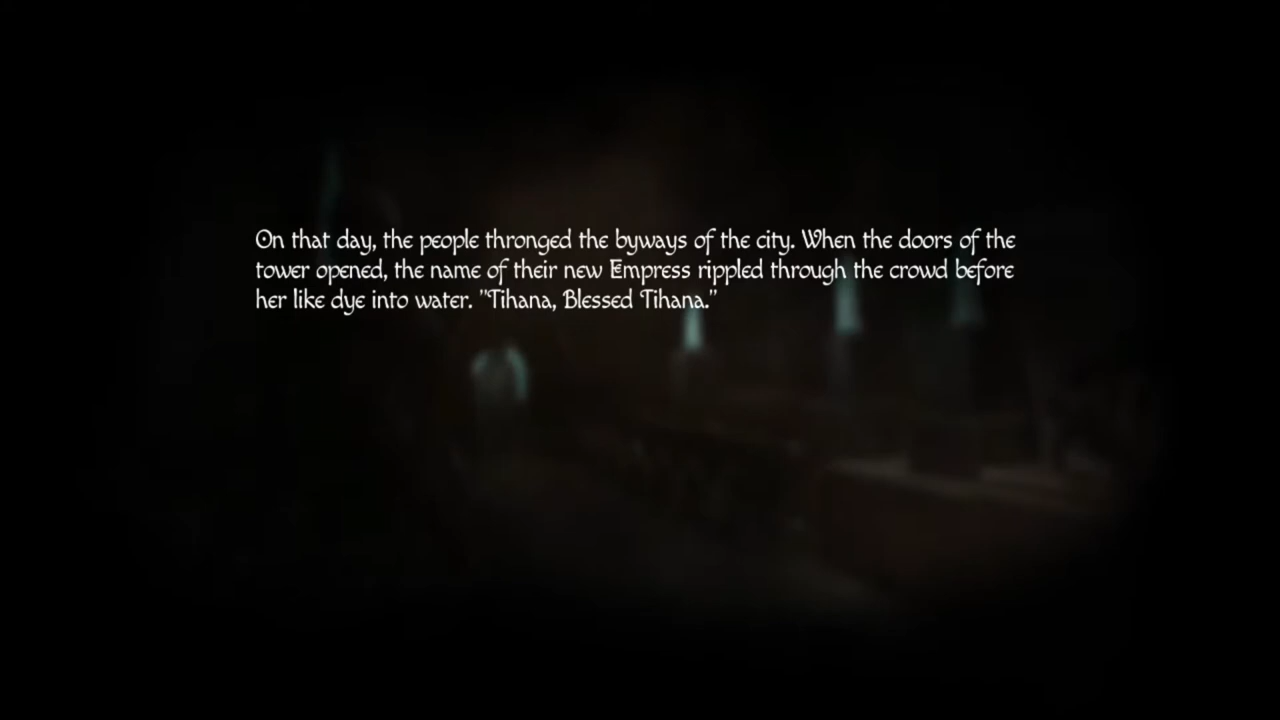 On that day, the people thronged the byways of the city. When the doors of the
tower opened, the name of their new Empress rippled through the crowd before
her like dye into water. "Tihana, Blessed Tihana."